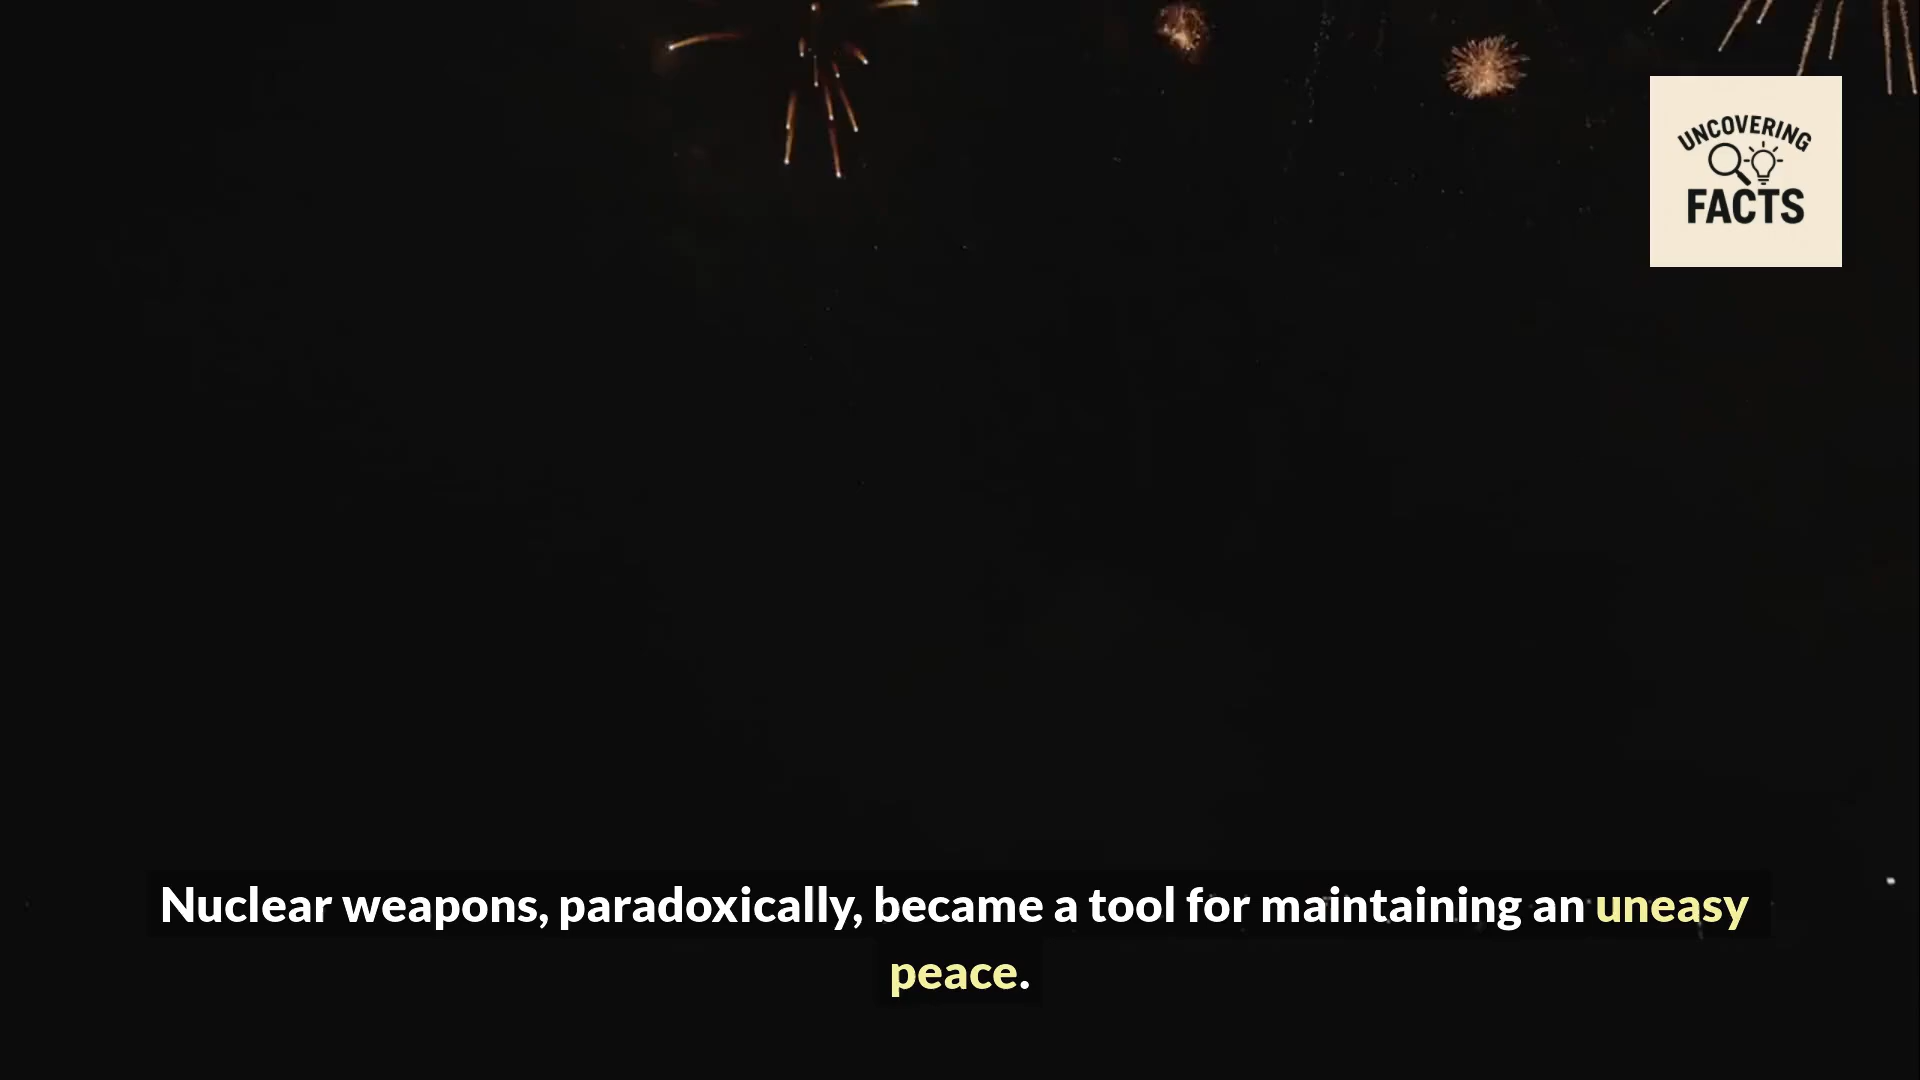 UNCOVERING
FACTS
Nuclear weapons, paradoxically, became a tool for maintaining an uneasy
peace.